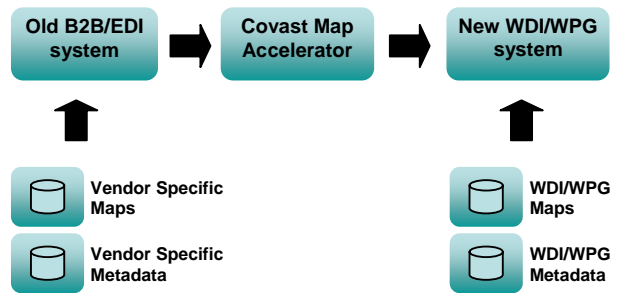 Old B2B/EDI
system
Covast Map
Accelerator
New WDI/WPG
system
Vendor Specific
Maps
Vendor Specific
Metadata
WDI/WPG
Maps
WDI/WPG
Metadata